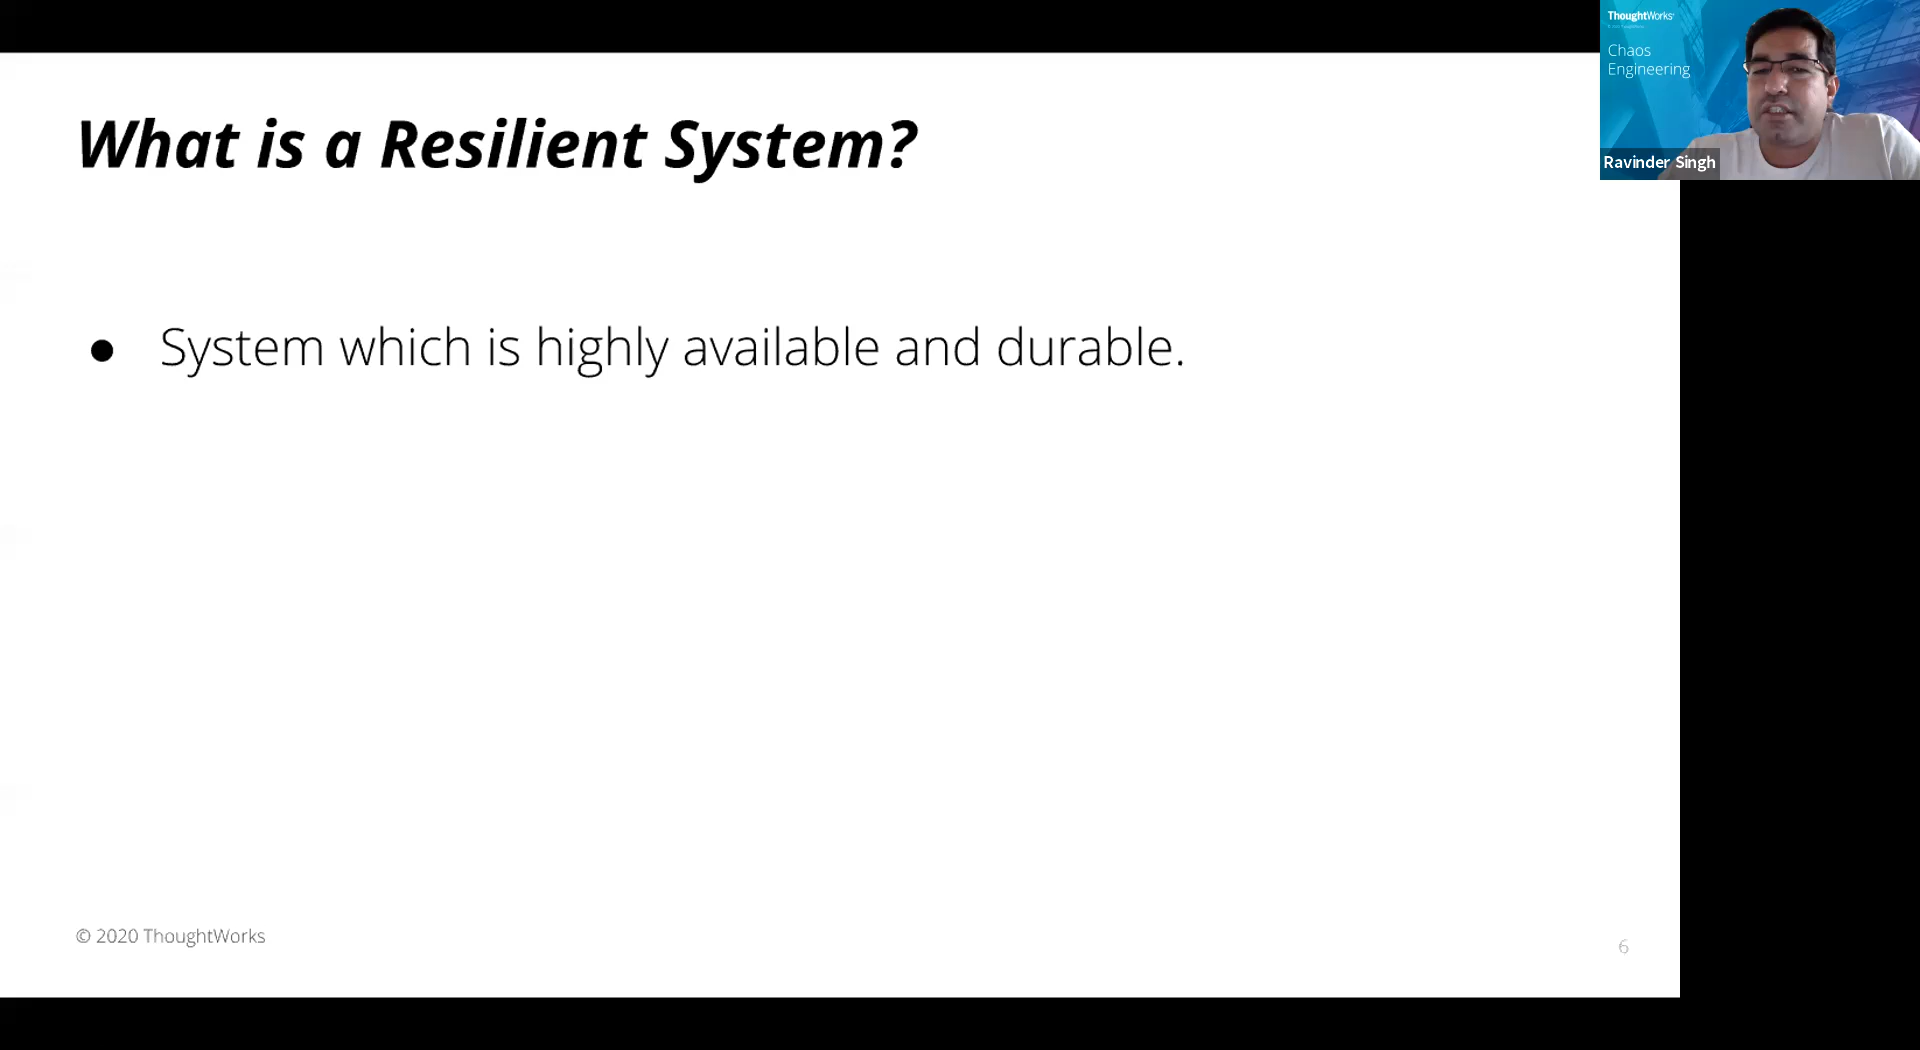 What is a Resilient System?
● System which is highly available and durable.
© 2020 ThoughtWorks
6
ThoughtWorks
Chaos
Engineering
Ravinder Singh